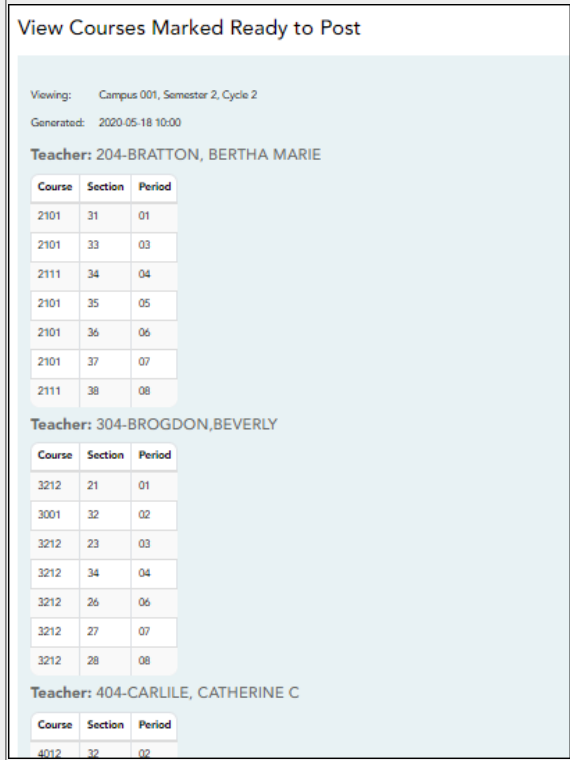 View Courses Marked Ready to Post
Viewing: Campus 001, Semester 2, Cycle 2
Generated: 2020-05-18 10:00
Teacher: 204-BRATTON, BERTHA MARIE
Course Section Period
2101 31 01
2101 33 03
2111 34 04
2101 35 05
2101 36 06
2101 37 07
2111 38 08
Teacher: 304-BROGDON,BEVERLY
Course Section Period
3212 21 01
3001 32 02
3212 23 03
3212 34 04
3212 26 06
3212 27 07
3212 28 08
Teacher: 404-CARLILE, CATHERINE C
Course Section Period
4012 32 02